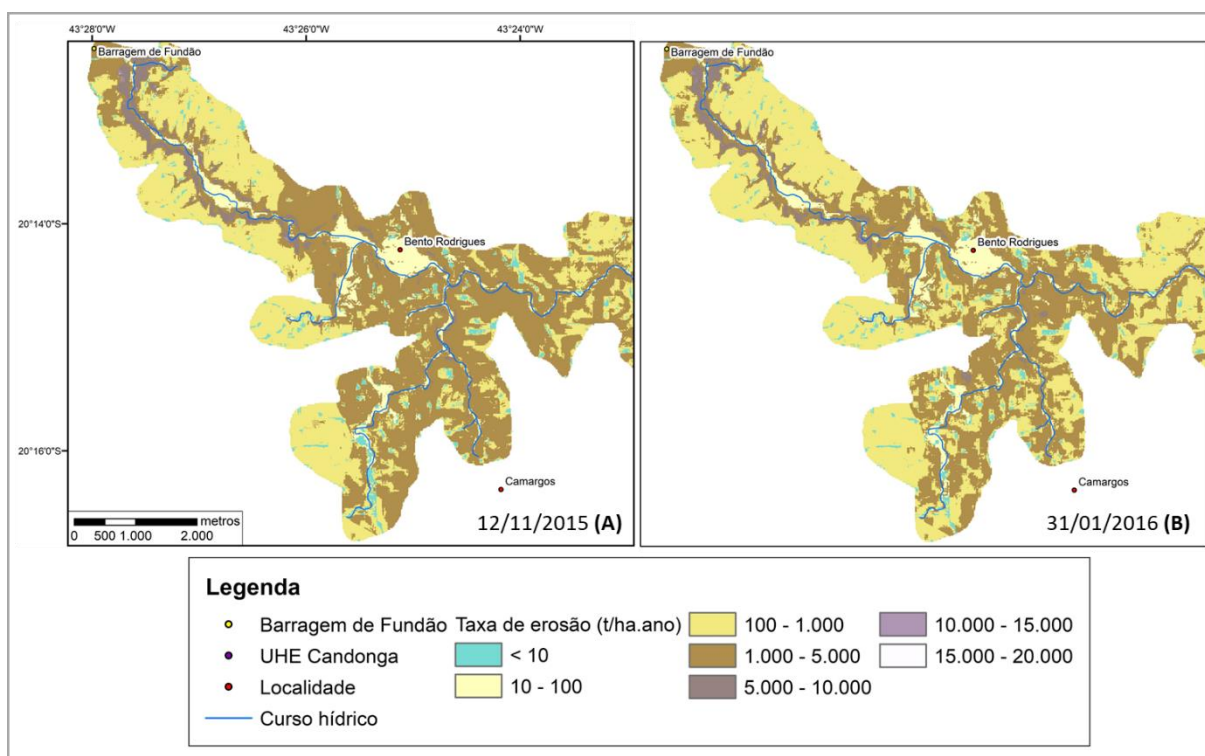 43°28'0"W 43°26'0"W 43°24'0"W
Barragem de Fundão
Barragem de Fundão
20°14'0"S
Bento Rodrigues
Bento Rodrigues
20°16'0"S
Camargos
Camargos
metros
0 500 1.000 2.000
12/11/2015 (A)
31/01/2016 (B)
Legenda
Barragem de Fundão
UHE Candonga
Localidade
Curso hídrico
Taxa de erosão (t/ha.ano)
< 10
10 - 100
100 - 1.000
1.000 - 5.000
5.000 - 10.000
10.000 - 15.000
15.000 - 20.000